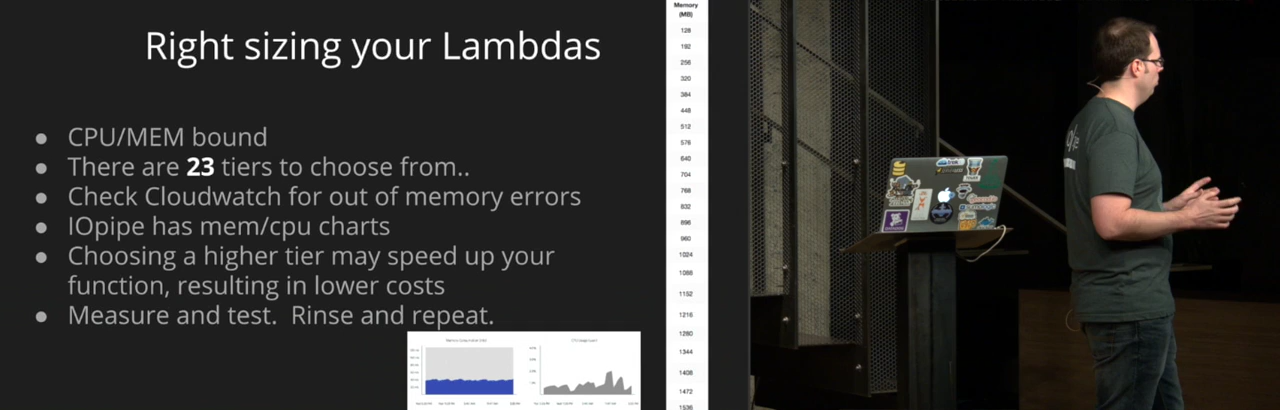 Right sizing your Lambdas
● CPU/MEM bound
● There are 23 tiers to choose from..
● Check Cloudwatch for out of memory errors
● IOpipe has mem/cpu charts
● Choosing a higher tier may speed up your
function, resulting in lower costs
● Measure and test. Rinse and repeat.
Memory
(MB)
128
192
256
320
384
448
512
576
640
704
768
832
896
960
1024
1088
1152
1216
1280
1344
1408
1472
1536